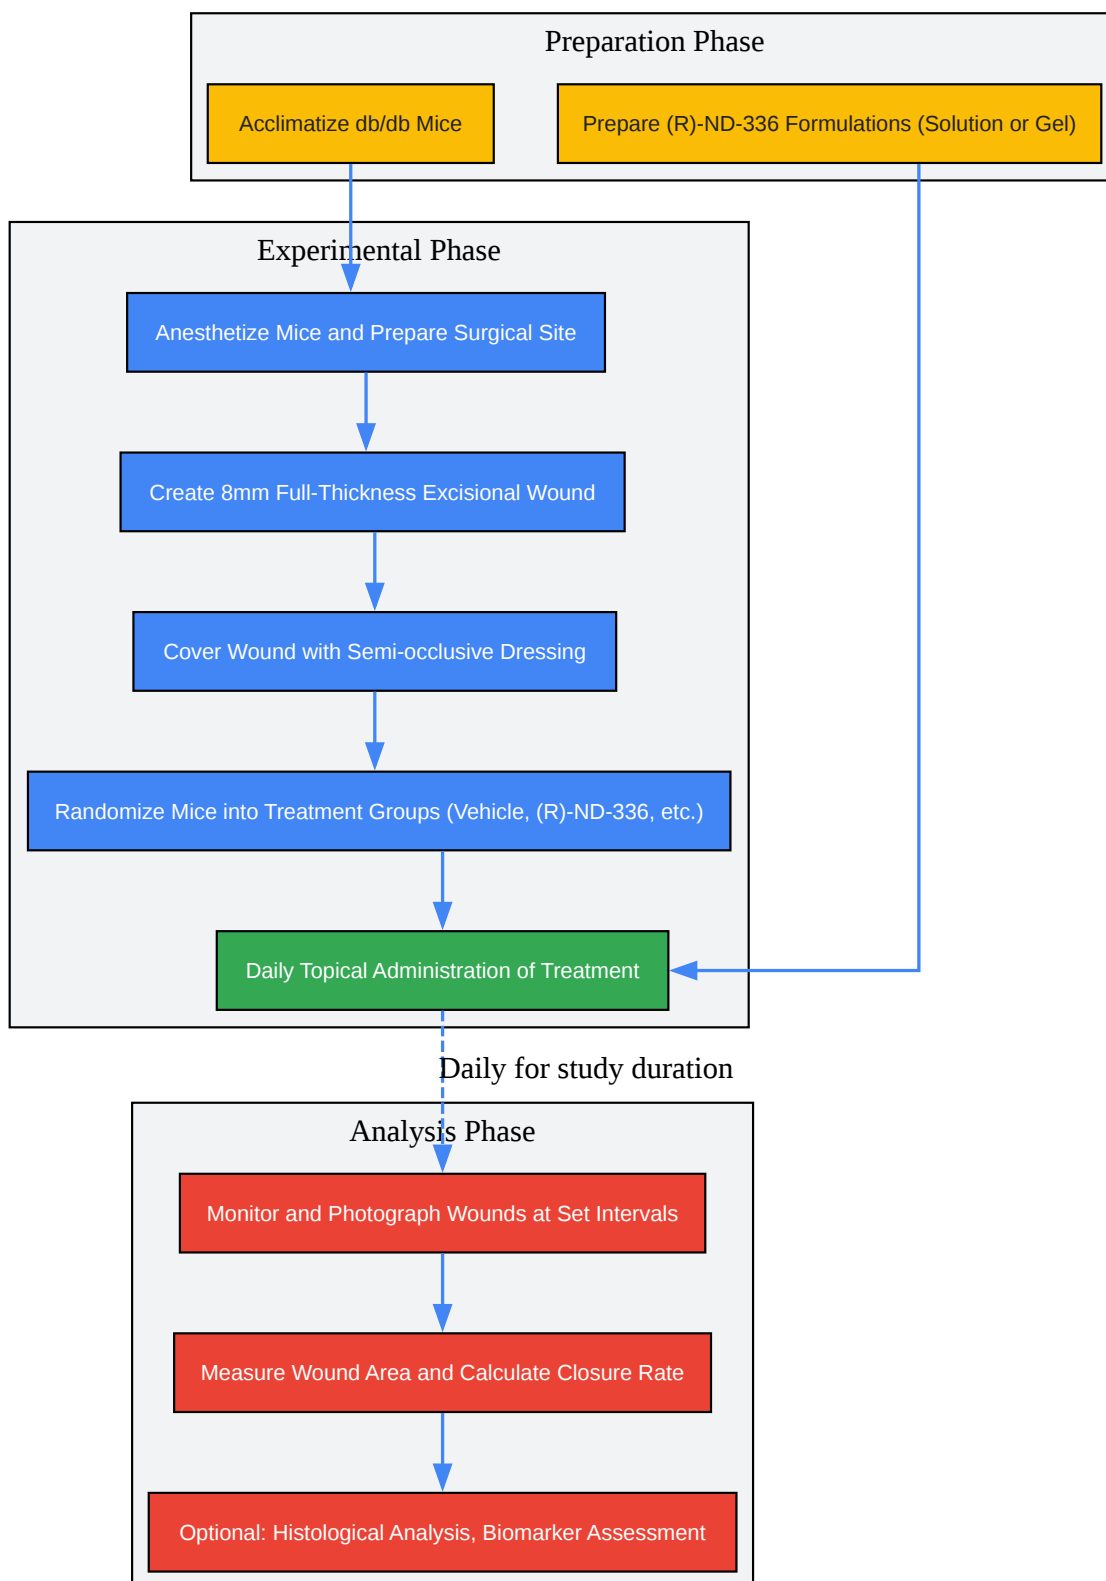 Preparation Phase
Acclimatize db/db Mice
Prepare (R)-ND-336 Formulations (Solution or Gel)
Experimental Phase
Anesthetize Mice and Prepare Surgical Site
Create 8mm Full-Thickness Excisional Wound
Cover Wound with Semi-occlusive Dressing
Randomize Mice into Treatment Groups (Vehicle, (R)-ND-336, etc.)
Daily Topical Administration of Treatment
Daily for study duration
Analysis Phase
Monitor and Photograph Wounds at Set Intervals
Measure Wound Area and Calculate Closure Rate
Optional: Histological Analysis, Biomarker Assessment